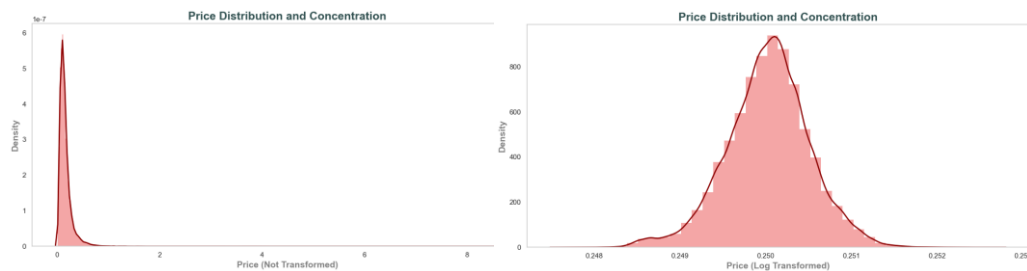 Price Distribution and Concentration
1e-7
6
5
4
3
2
1
0
Density
0 2 4 6 8
Price (Not Transformed)
Price Distribution and Concentration
800
600
400
200
0
Density
0.248 0.249 0.250 0.251 0.252
Price (Log Transformed)